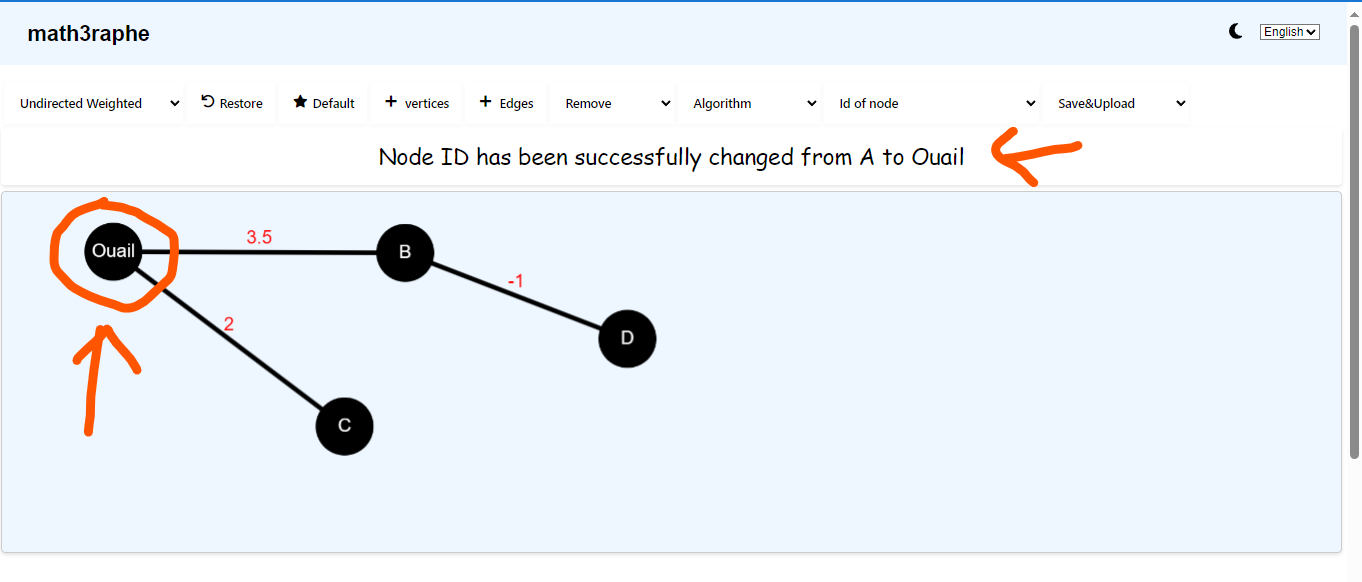 math3raphe
English
Undirected Weighted Restore Default + vertices + Edges Remove Algorithm Id of node Save&Upload
Node ID has been successfully changed from A to Ouail
Ouail 3.5 B
-1
2 D
C